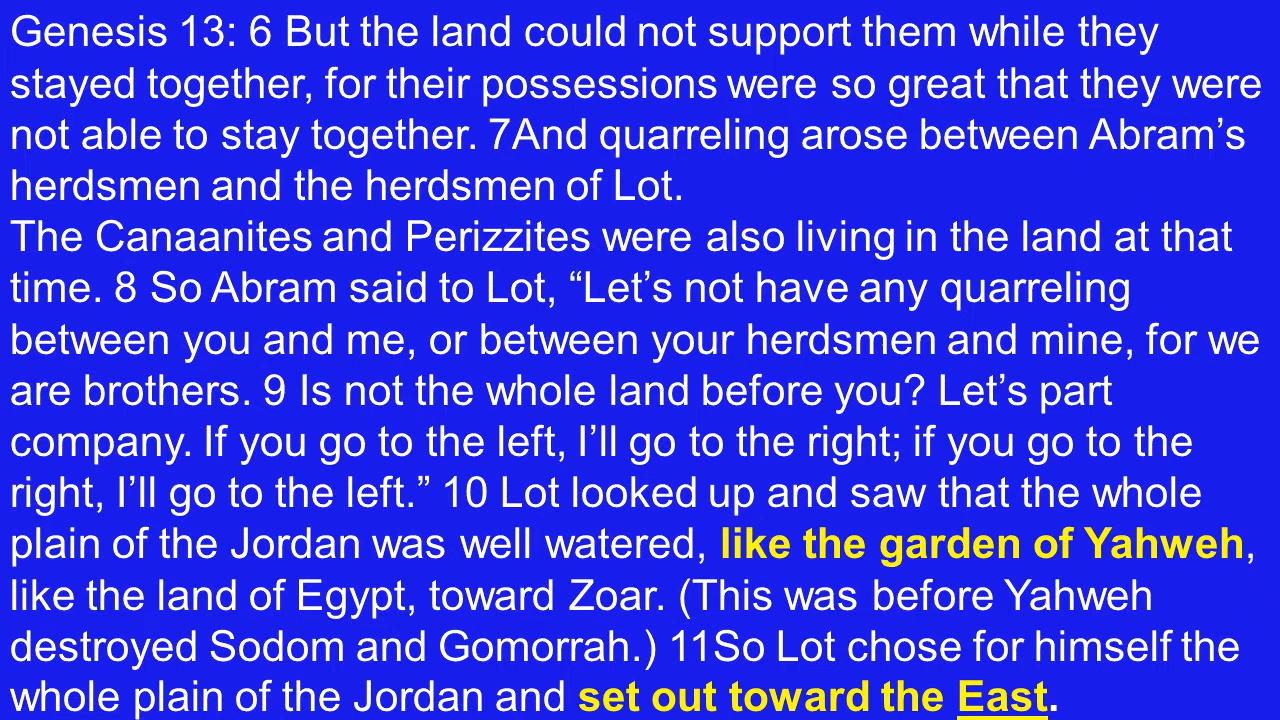 Genesis 13: 6 But the land could not support them while they
stayed together, for their possessions were so great that they were
not able to stay together. 7And quarreling arose between Abram’s
herdsmen and the herdsmen of Lot.
The Canaanites and Perizzites were also living in the land at that
time. 8 So Abram said to Lot, “Let’s not have any quarreling
between you and me, or between your herdsmen and mine, for we
are brothers. 9 Is not the whole land before you? Let’s part
company. If you go to the left, I’ll go to the right; if you go to the
right, I’ll go to the left.” 10 Lot looked up and saw that the whole
plain of the Jordan was well watered, like the garden of Yahweh,
like the land of Egypt, toward Zoar. (This was before Yahweh
destroyed Sodom and Gomorrah.) 11So Lot chose for himself the
whole plain of the Jordan and set out toward the East.